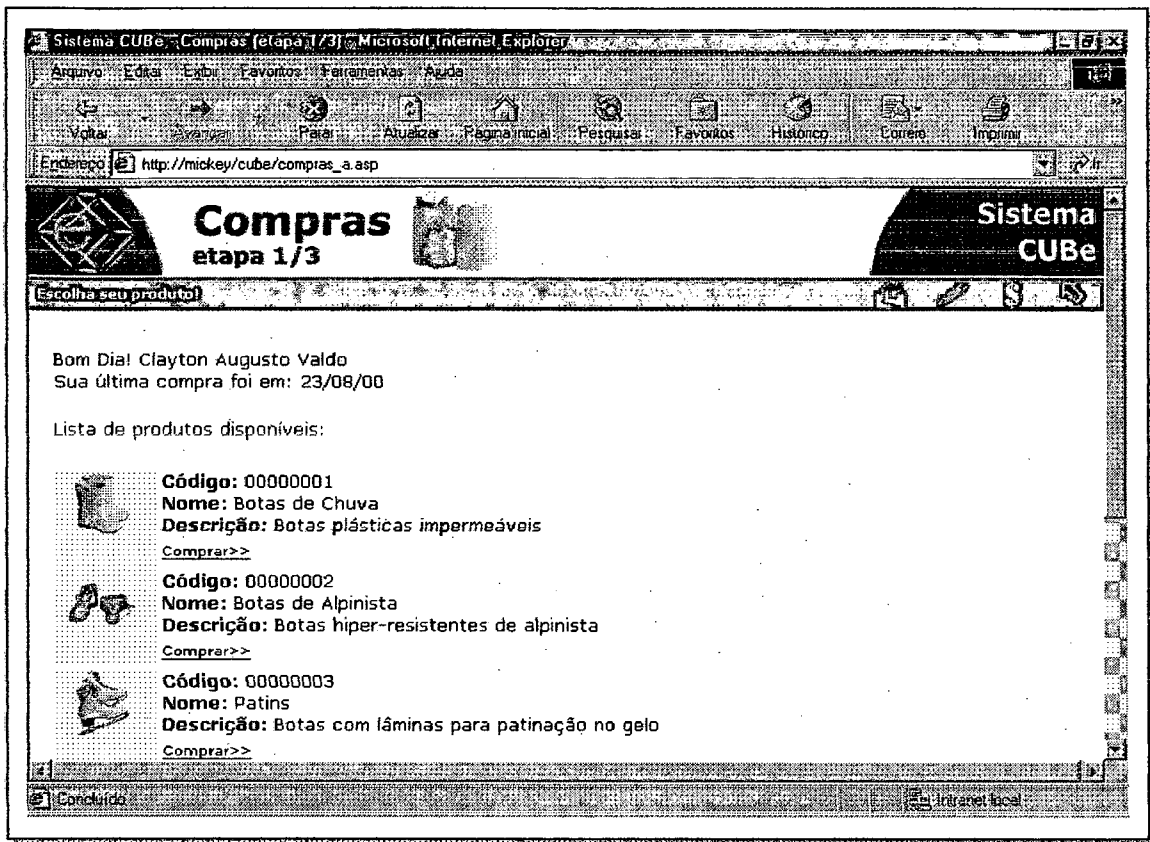 Sistema CUBe - Compras (etapa 1/3) - Microsoft Internet Explorer
Arquivo Editar Exibir Favoritos Ferramentas Ajuda
Voltar Avançar Parar Atualizar Página inicial Pesquisar Favoritos Histórico Correio Imprimir
Endereço http://mickey/cube/compras_a.asp Ir
Compras
etapa 1/3
Sistema
CUBe
Escolha seu produto!
Bom Dia! Clayton Augusto Valdo
Sua última compra foi em: 23/08/00
Lista de produtos disponíveis:
Código: 00000001
Nome: Botas de Chuva
Descrição: Botas plásticas impermeáveis
Comprar>>
Código: 00000002
Nome: Botas de Alpinista
Descrição: Botas hiper-resistentes de alpinista
Comprar>>
Código: 00000003
Nome: Patins
Descrição: Botas com lâminas para patinação no gelo
Comprar>>
Concluído Intranet local